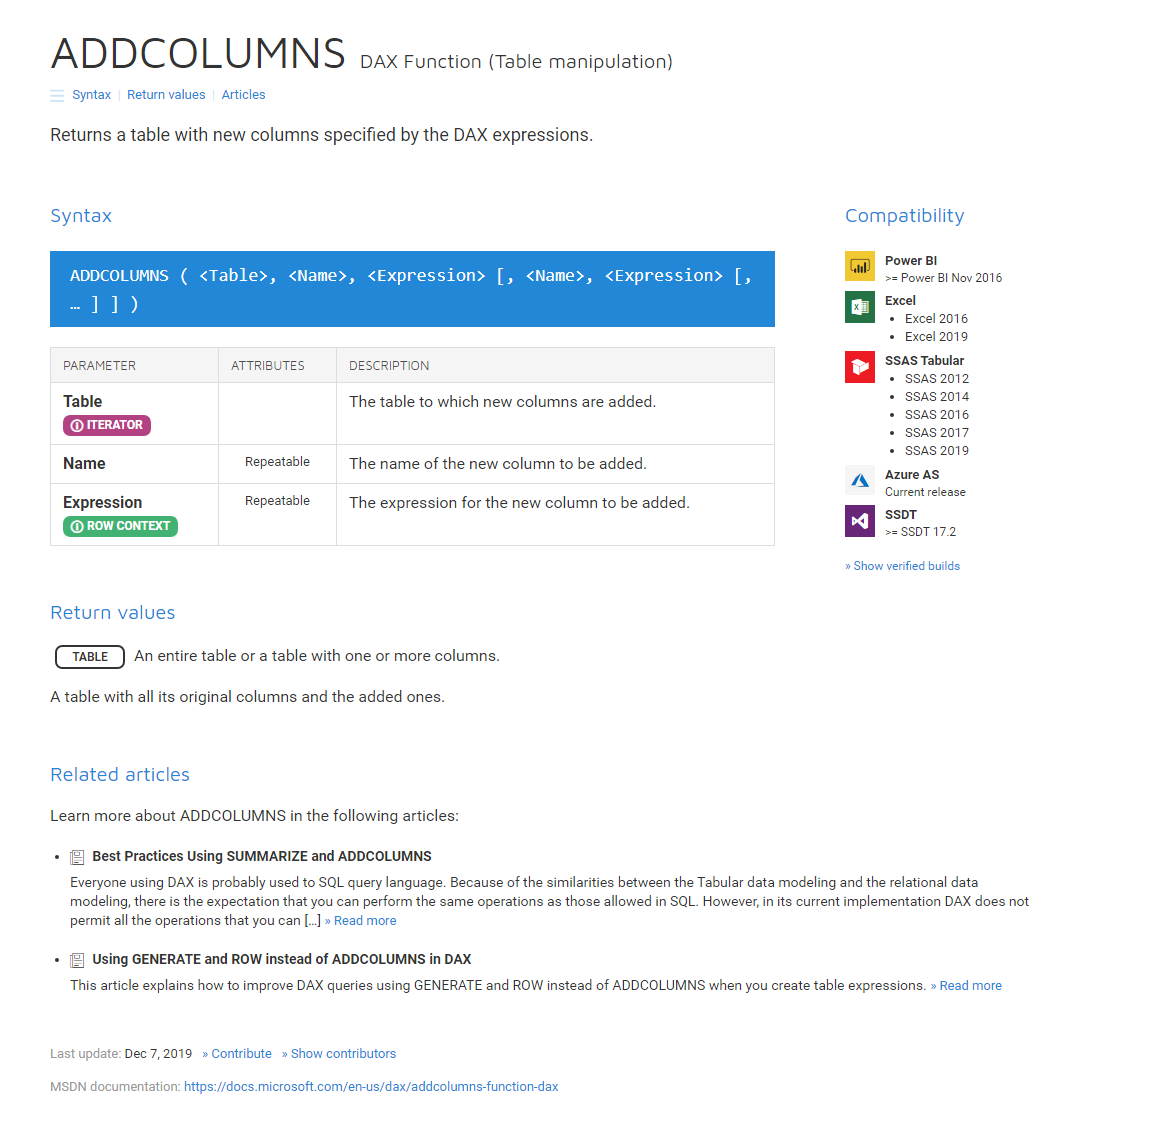 ADDCOLUMNS DAX Function (Table manipulation)
Syntax | Return values | Articles
Returns a table with new columns specified by the DAX expressions.
Syntax
ADDCOLUMNS ( <Table>, <Name>, <Expression> [, <Name>, <Expression> [,
… ] ] )
PARAMETER ATTRIBUTES DESCRIPTION
Table The table to which new columns are added.
ITERATOR
Name Repeatable The name of the new column to be added.
Expression Repeatable The expression for the new column to be added.
ROW CONTEXT
Compatibility
Power BI
>= Power BI Nov 2016
Excel
• Excel 2016
• Excel 2019
SSAS Tabular
• SSAS 2012
• SSAS 2014
• SSAS 2016
• SSAS 2017
• SSAS 2019
Azure AS
Current release
SSDT
>= SSDT 17.2
» Show verified builds
Return values
TABLE An entire table or a table with one or more columns.
A table with all its original columns and the added ones.
Related articles
Learn more about ADDCOLUMNS in the following articles:
• Best Practices Using SUMMARIZE and ADDCOLUMNS
Everyone using DAX is probably used to SQL query language. Because of the similarities between the Tabular data modeling and the relational data
modeling, there is the expectation that you can perform the same operations as those allowed in SQL. However, in its current implementation DAX does not
permit all the operations that you can […] » Read more
• Using GENERATE and ROW instead of ADDCOLUMNS in DAX
This article explains how to improve DAX queries using GENERATE and ROW instead of ADDCOLUMNS when you create table expressions. » Read more
Last update: Dec 7, 2019 » Contribute » Show contributors
MSDN documentation: https://docs.microsoft.com/en-us/dax/addcolumns-function-dax